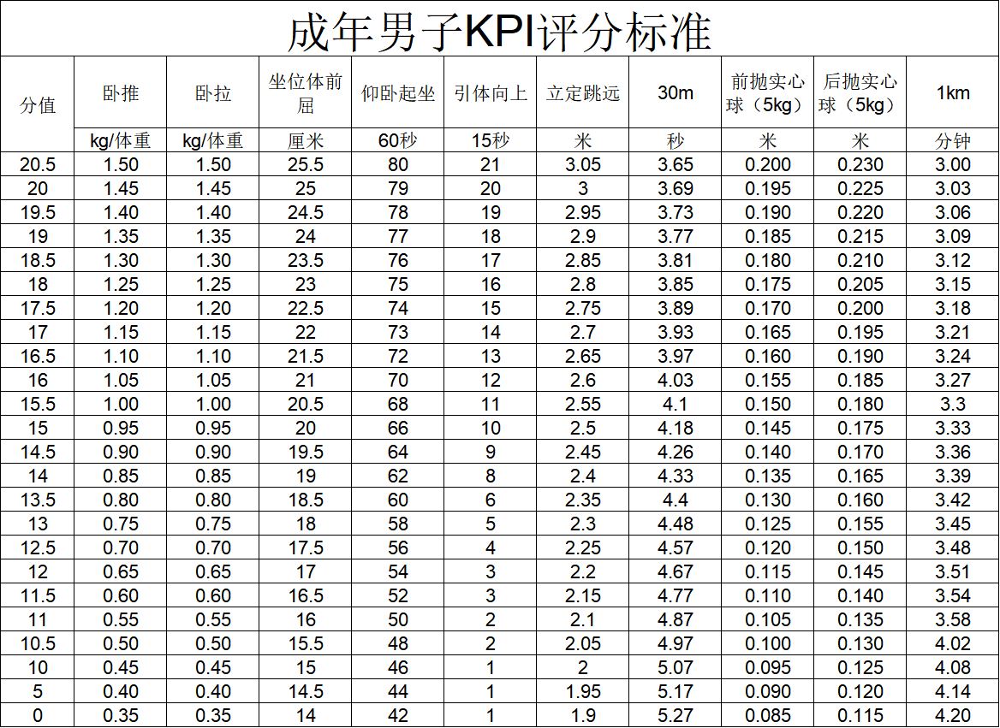 成年男子KPI评分标准
分值 卧推 卧拉 坐位体前屈 仰卧起坐 引体向上 立定跳远 30m 前抛实心球（5kg） 后抛实心球（5kg） 1km
kg/体重 kg/体重 厘米 60秒 15秒 米 秒 米 米 分钟
20.5 1.50 1.50 25.5 80 21 3.05 3.65 0.200 0.230 3.00
20 1.45 1.45 25 79 20 3 3.69 0.195 0.225 3.03
19.5 1.40 1.40 24.5 78 19 2.95 3.73 0.190 0.220 3.06
19 1.35 1.35 24 77 18 2.9 3.77 0.185 0.215 3.09
18.5 1.30 1.30 23.5 76 17 2.85 3.81 0.180 0.210 3.12
18 1.25 1.25 23 75 16 2.8 3.85 0.175 0.205 3.15
17.5 1.20 1.20 22.5 74 15 2.75 3.89 0.170 0.200 3.18
17 1.15 1.15 22 73 14 2.7 3.93 0.165 0.195 3.21
16.5 1.10 1.10 21.5 72 13 2.65 3.97 0.160 0.190 3.24
16 1.05 1.05 21 70 12 2.6 4.03 0.155 0.185 3.27
15.5 1.00 1.00 20.5 68 11 2.55 4.1 0.150 0.180 3.3
15 0.95 0.95 20 66 10 2.5 4.18 0.145 0.175 3.33
14.5 0.90 0.90 19.5 64 9 2.45 4.26 0.140 0.170 3.36
14 0.85 0.85 19 62 8 2.4 4.33 0.135 0.165 3.39
13.5 0.80 0.80 18.5 60 6 2.35 4.4 0.130 0.160 3.42
13 0.75 0.75 18 58 5 2.3 4.48 0.125 0.155 3.45
12.5 0.70 0.70 17.5 56 4 2.25 4.57 0.120 0.150 3.48
12 0.65 0.65 17 54 3 2.2 4.67 0.115 0.145 3.51
11.5 0.60 0.60 16.5 52 3 2.15 4.77 0.110 0.140 3.54
11 0.55 0.55 16 50 2 2.1 4.87 0.105 0.135 3.58
10.5 0.50 0.50 15.5 48 2 2.05 4.97 0.100 0.130 4.02
10 0.45 0.45 15 46 1 2 5.07 0.095 0.125 4.08
5 0.40 0.40 14.5 44 1 1.95 5.17 0.090 0.120 4.14
0 0.35 0.35 14 42 1 1.9 5.27 0.085 0.115 4.20